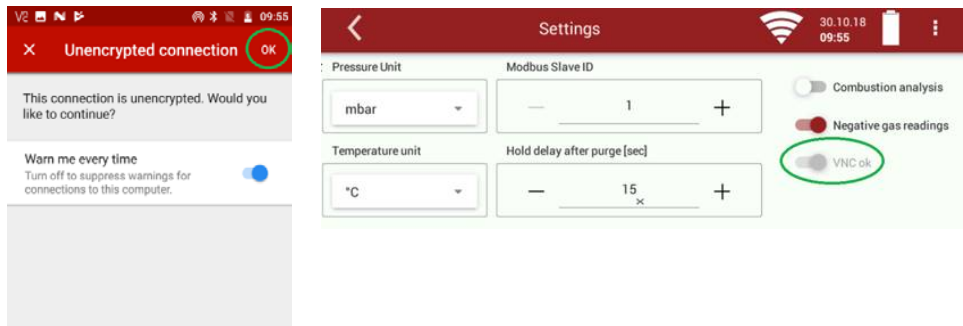 09:55
Unencrypted connection OK
This connection is unencrypted. Would you
like to continue?
Warn me every time
Turn off to suppress warnings for
connections to this computer.
Settings
30.10.18
09:55
Pressure Unit
mbar
Modbus Slave ID
1
Temperature unit
°C
Hold delay after purge [sec]
15
Combustion analysis
Negative gas readings
VNC ok